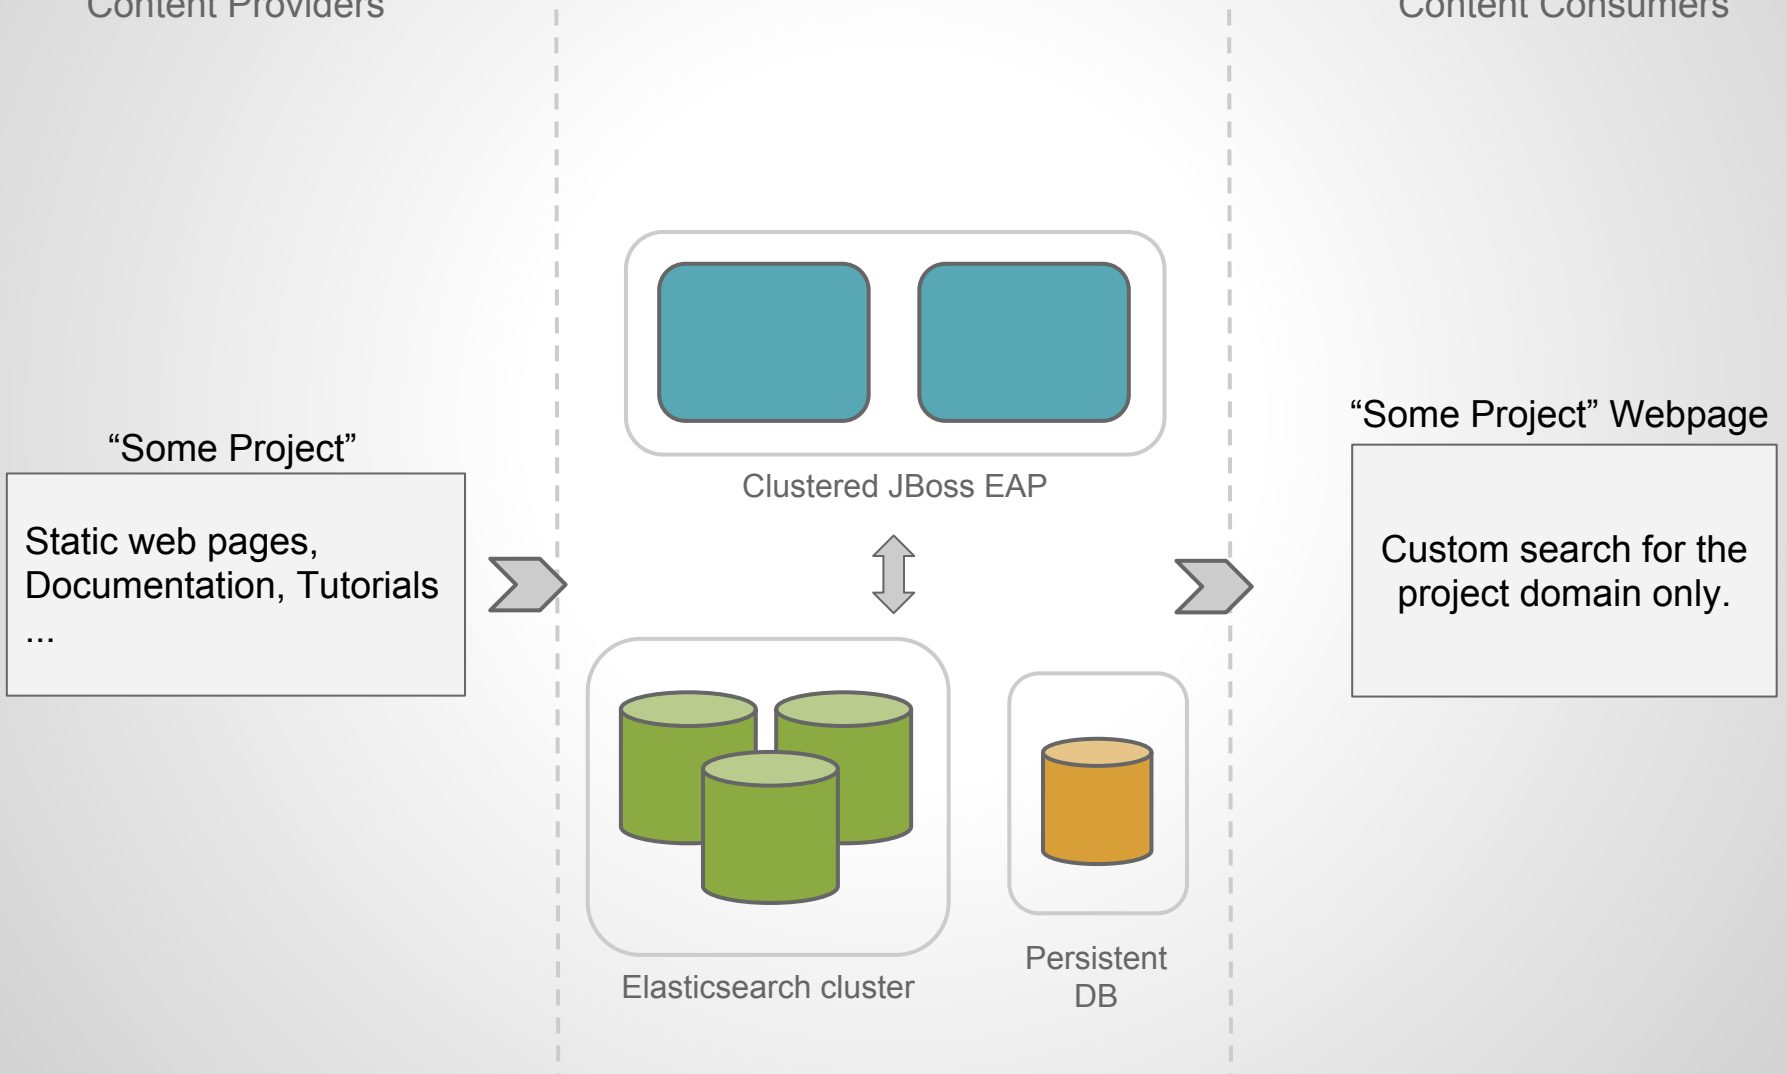 Content Providers
Content Consumers
“Some Project”
Static web pages,
Documentation, Tutorials
...
Clustered JBoss EAP
Elasticsearch cluster
Persistent
DB
“Some Project” Webpage
Custom search for the
project domain only.